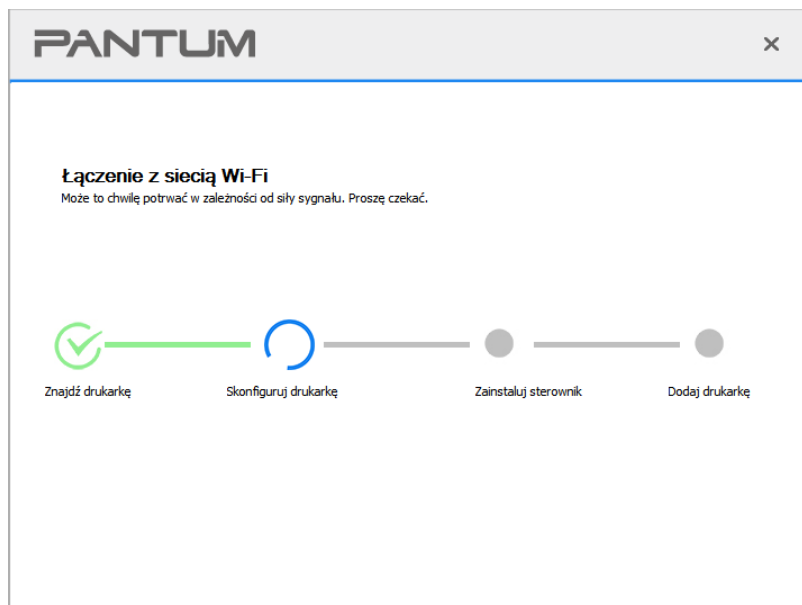 PANTUM
Łączenie z siecią Wi-Fi
Może to chwilę potrwać w zależności od siły sygnału. Proszę czekać.
Znajdź drukarkę
Skonfiguruj drukarkę
Zainstaluj sterownik
Dodaj drukarkę